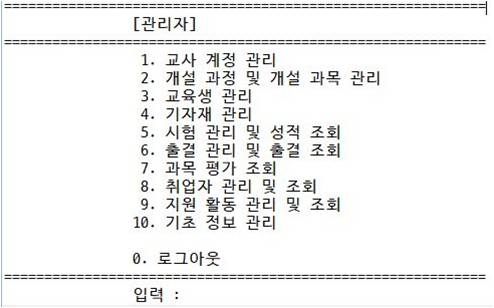 ================================================================
[관리자]
================================================================
1. 교사 계정 관리
2. 개설 과정 및 개설 과목 관리
3. 교육생 관리
4. 기자재 관리
5. 시험 관리 및 성적 조회
6. 출결 관리 및 출결 조회
7. 과목 평가 조회
8. 취업자 관리 및 조회
9. 지원 활동 관리 및 조회
10. 기초 정보 관리
0. 로그아웃
================================================================
입력 :